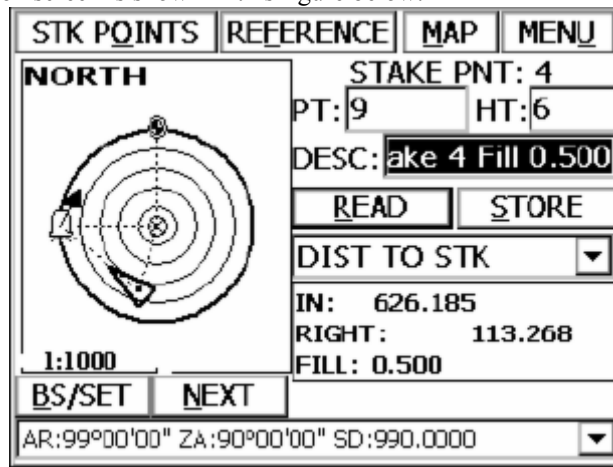 STK POINTS REFERENCE MAP MENU
NORTH
STAKE PNT: 4
PT: 9 HT: 6
DESC: ake 4 Fill 0.500
READ STORE
DIST TO STK
IN: 626.185
RIGHT: 113.268
FILL: 0.500
1:1000
BS/SET NEXT
AR:99°00'00" ZA:90°00'00" SD:990.0000